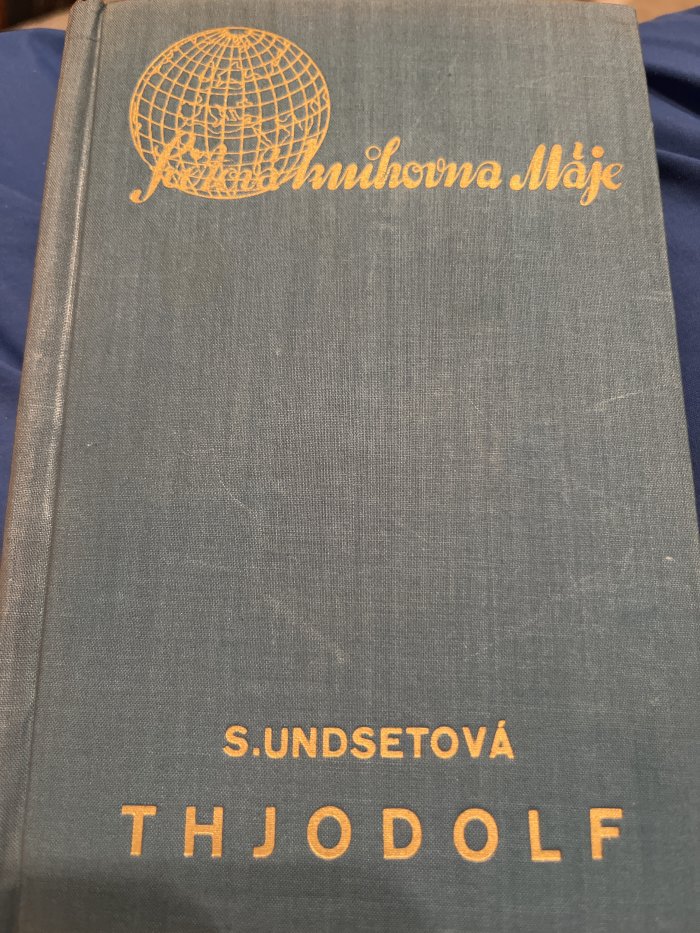 Světová knihovna Máje
S.UNDSETOVÁ
THJODOLF